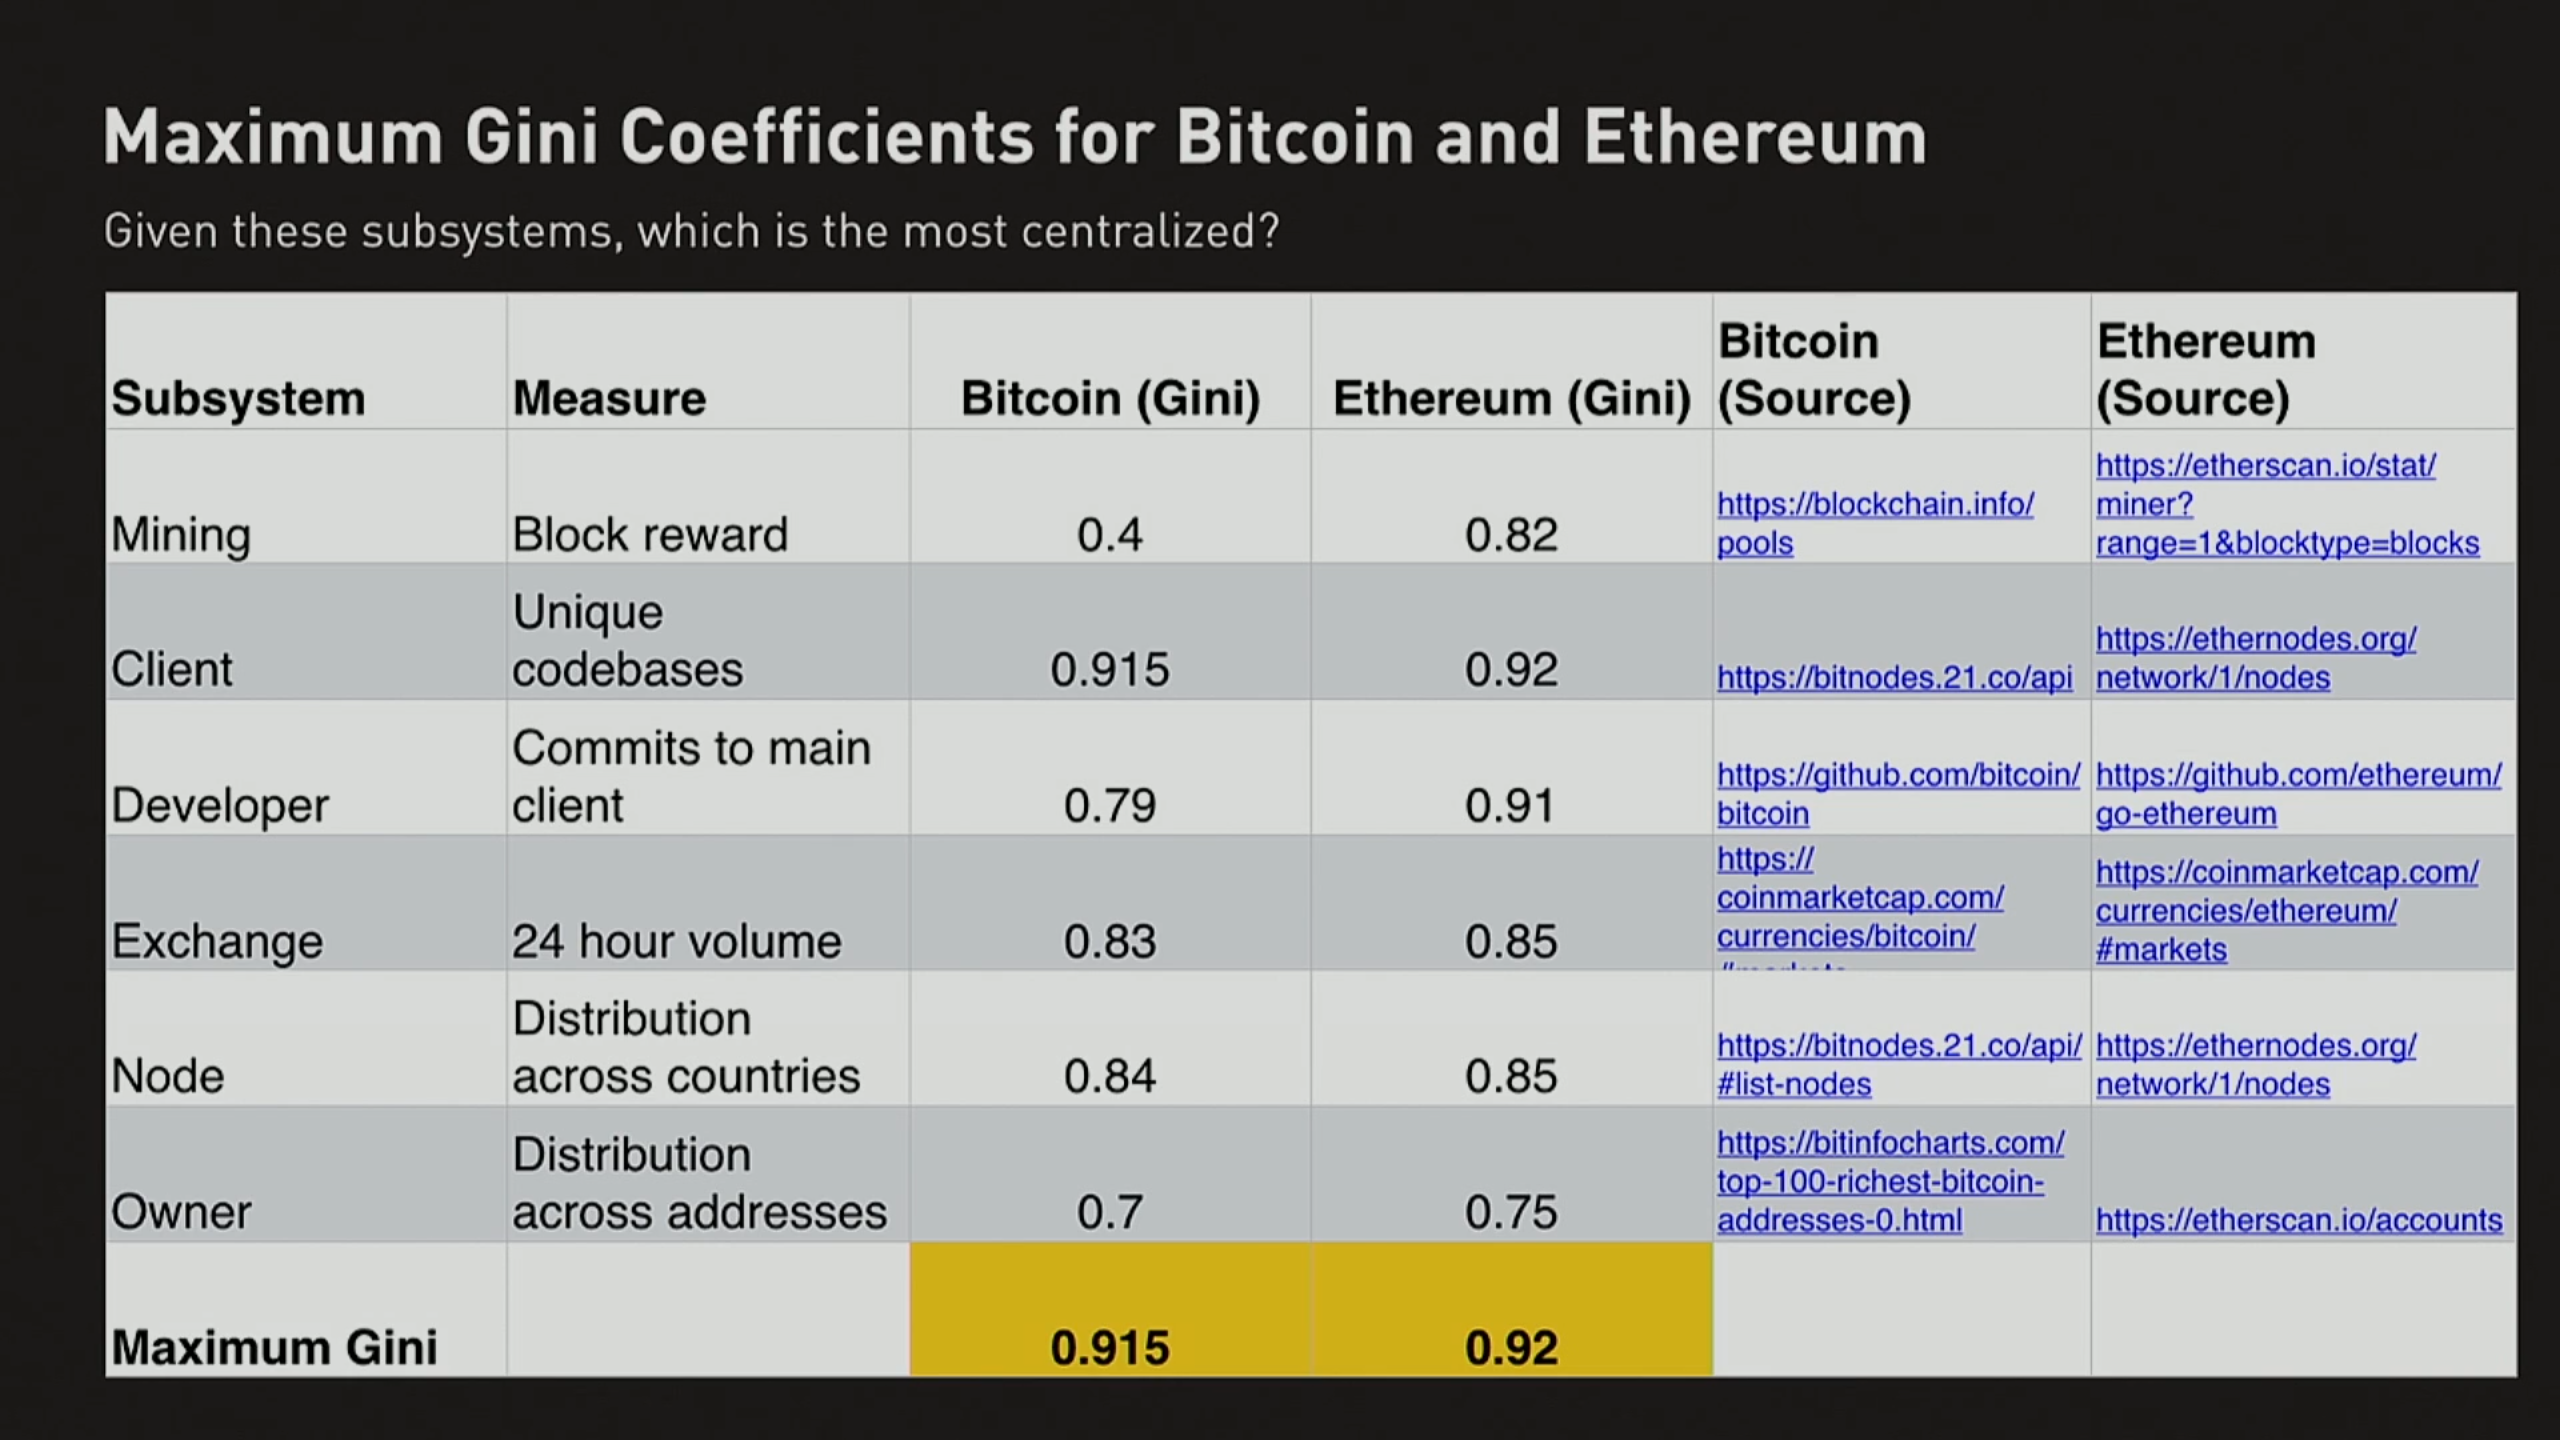 Maximum Gini Coefficients for Bitcoin and Ethereum
Given these subsystems, which is the most centralized?
Subsystem
Measure
Bitcoin (Gini)
Ethereum (Gini)
Bitcoin
(Source)
Ethereum
(Source)
Mining
Block reward
0.4
0.82
https://blockchain.info/
pools
https://etherscan.io/stat/
miner?
range=1&blocktype=blocks
Client
Unique
codebases
0.915
0.92
https://bitnodes.21.co/api
https://ethernodes.org/
network/1/nodes
Developer
Commits to main
client
0.79
0.91
https://github.com/bitcoin/
bitcoin
https://github.com/ethereum/
go-ethereum
Exchange
24 hour volume
0.83
0.85
https://
coinmarketcap.com/
currencies/bitcoin/
https://coinmarketcap.com/
currencies/ethereum/
#markets
Node
Distribution
across countries
0.84
0.85
https://bitnodes.21.co/api/
#list-nodes
https://ethernodes.org/
network/1/nodes
Owner
Distribution
across addresses
0.7
0.75
https://bitinfocharts.com/
top-100-richest-bitcoin-
addresses-0.html
https://etherscan.io/accounts
Maximum Gini
0.915
0.92